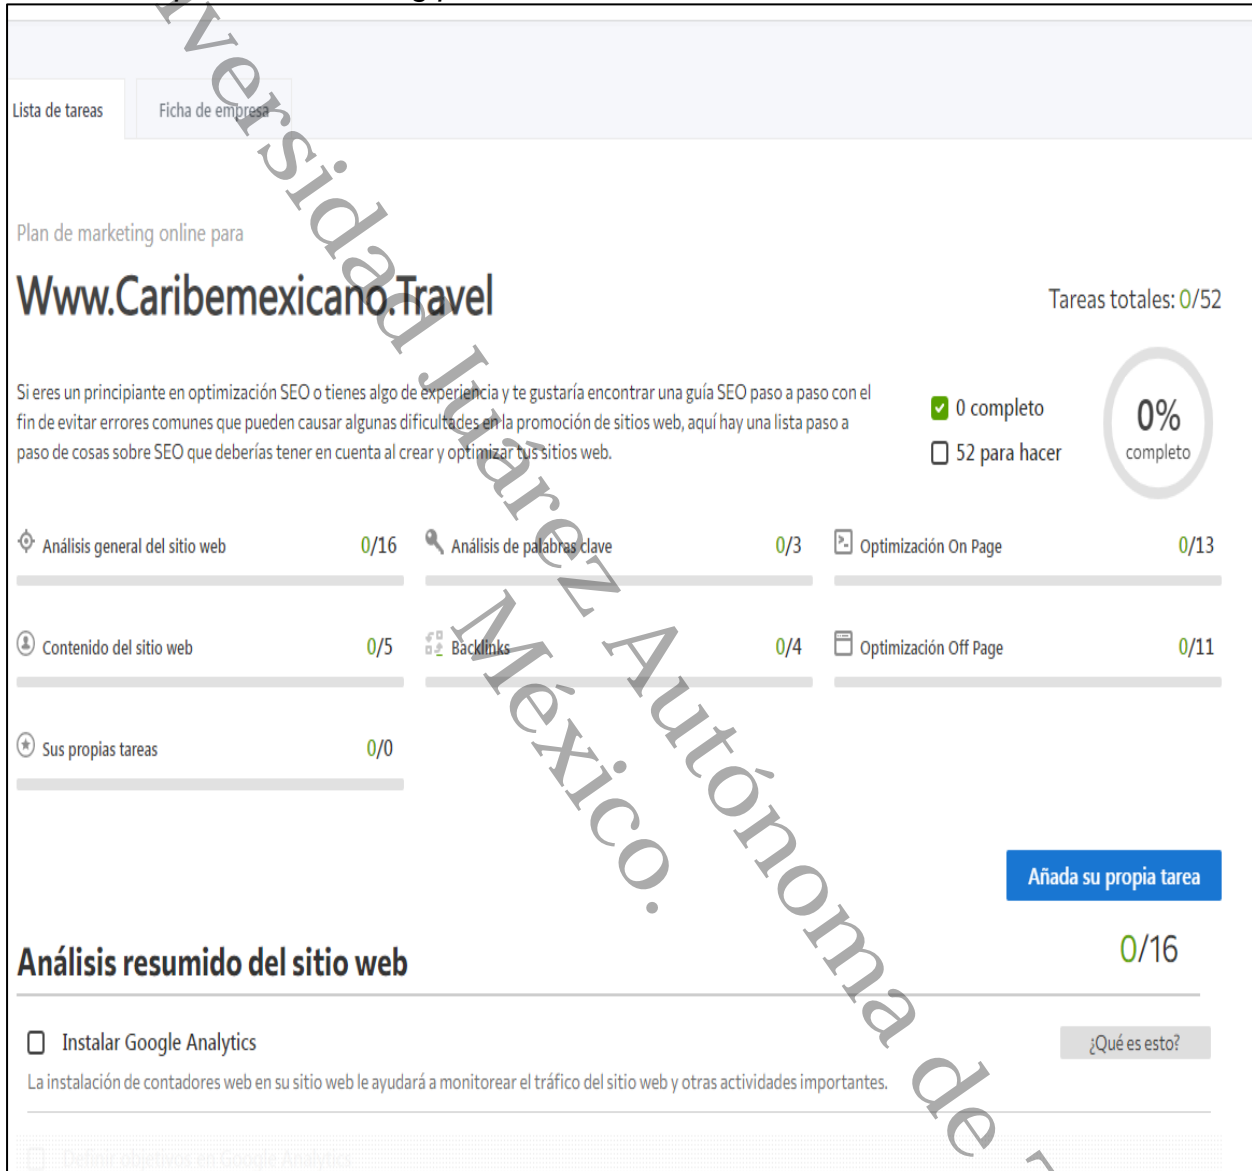 Lista de tareas
Ficha de empresa
Plan de marketing online para
Www.Caribemexicano.Travel
Tareas totales: 0/52
Si eres un principiante en optimización SEO o tienes algo de experiencia y te gustaría encontrar una guía SEO paso a paso con el
fin de evitar errores comunes que pueden causar algunas dificultades en la promoción de sitios web, aquí hay una lista paso a
paso de cosas sobre SEO que deberías tener en cuenta al crear y optimizar tus sitios web.
0 completo
52 para hacer
0%
completo
Análisis general del sitio web 0/16
Análisis de palabras clave 0/3
Optimización On Page 0/13
Contenido del sitio web 0/5
Backlinks 0/4
Optimización Off Page 0/11
Sus propias tareas 0/0
Añada su propia tarea
Análisis resumido del sitio web 0/16
Instalar Google Analytics
¿Qué es esto?
La instalación de contadores web en su sitio web le ayudará a monitorear el tráfico del sitio web y otras actividades importantes.
Definir objetivos en Google Analytics
Juárez Autónoma de
México.